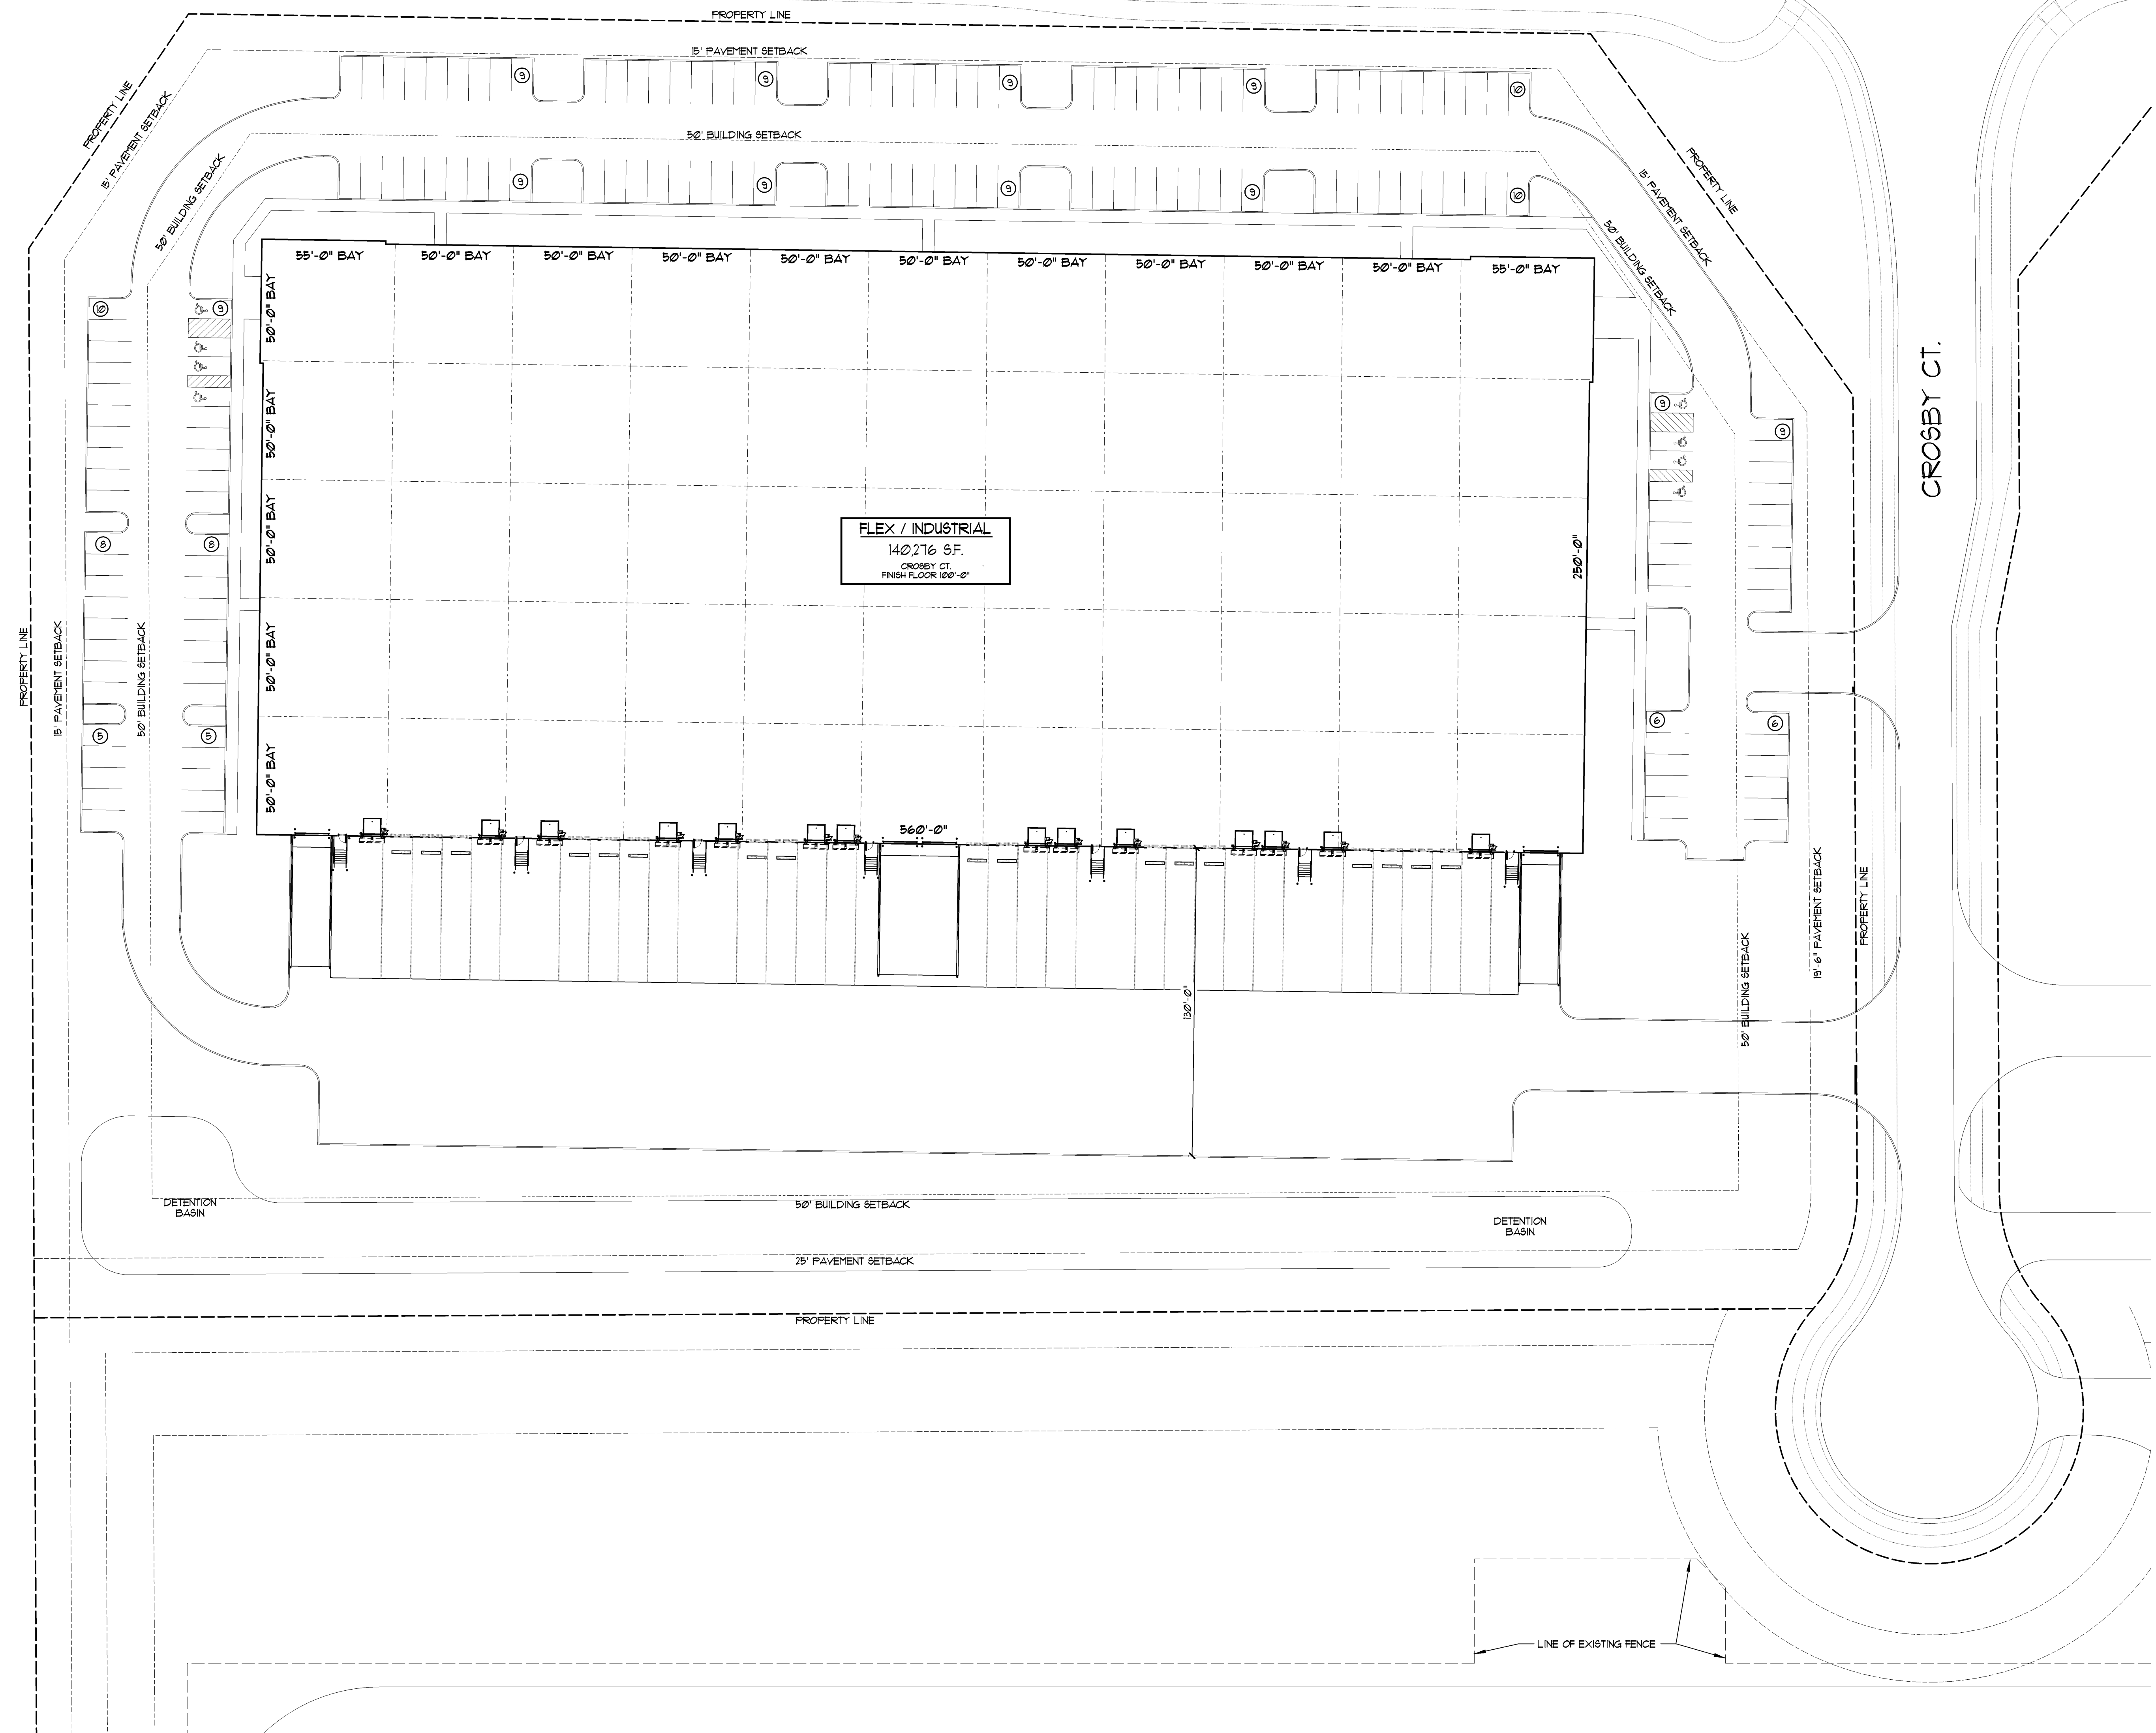 PROPERTY LINE
15' PAVEMENT SETBACK
9
9
9
9
10
PROPERTY LINE
15' PAVEMENT SETBACK
50' BUILDING SETBACK
50' BUILDING SETBACK
9
9
9
9
10
PROPERTY LINE
15' PAVEMENT SETBACK
50' BUILDING SETBACK
55'-0" BAY
50'-0" BAY
50'-0" BAY
50'-0" BAY
50'-0" BAY
50'-0" BAY
50'-0" BAY
50'-0" BAY
50'-0" BAY
50'-0" BAY
55'-0" BAY
10
9
50'-0" BAY
50'-0" BAY
50'-0" BAY
50'-0" BAY
50'-0" BAY
9
9
CROSBY CT.
FLEX / INDUSTRIAL
140,276 S.F.
CROSBY CT.
FINISH FLOOR 100'-0"
250'-0"
8
8
PROPERTY LINE
15' PAVEMENT SETBACK
50' BUILDING SETBACK
5
5
6
6
560'-0"
130'-0"
50' BUILDING SETBACK
19'-6" PAVEMENT SETBACK
PROPERTY LINE
DETENTION
BASIN
50' BUILDING SETBACK
DETENTION
BASIN
25' PAVEMENT SETBACK
PROPERTY LINE
LINE OF EXISTING FENCE